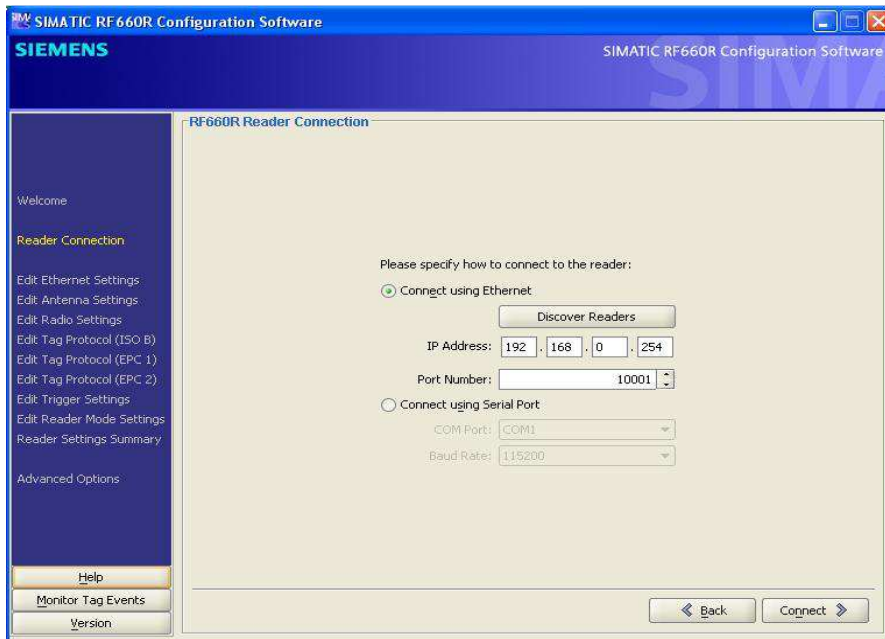 SIMATIC RF660R Configuration Software
SIEMENS
SIMATIC RF660R Configuration Software
RF660R Reader Connection
Welcome
Reader Connection
Edit Ethernet Settings
Edit Antenna Settings
Edit Radio Settings
Edit Tag Protocol (ISO B)
Edit Tag Protocol (EPC 1)
Edit Tag Protocol (EPC 2)
Edit Trigger Settings
Edit Reader Mode Settings
Reader Settings Summary
Advanced Options
Help
Monitor Tag Events
Version
Please specify how to connect to the reader:
Connect using Ethernet
Discover Readers
IP Address: 192 . 168 . 0 . 254
Port Number: 10001
Connect using Serial Port
COM Port: COM1
Baud Rate: 115200
Back Connect